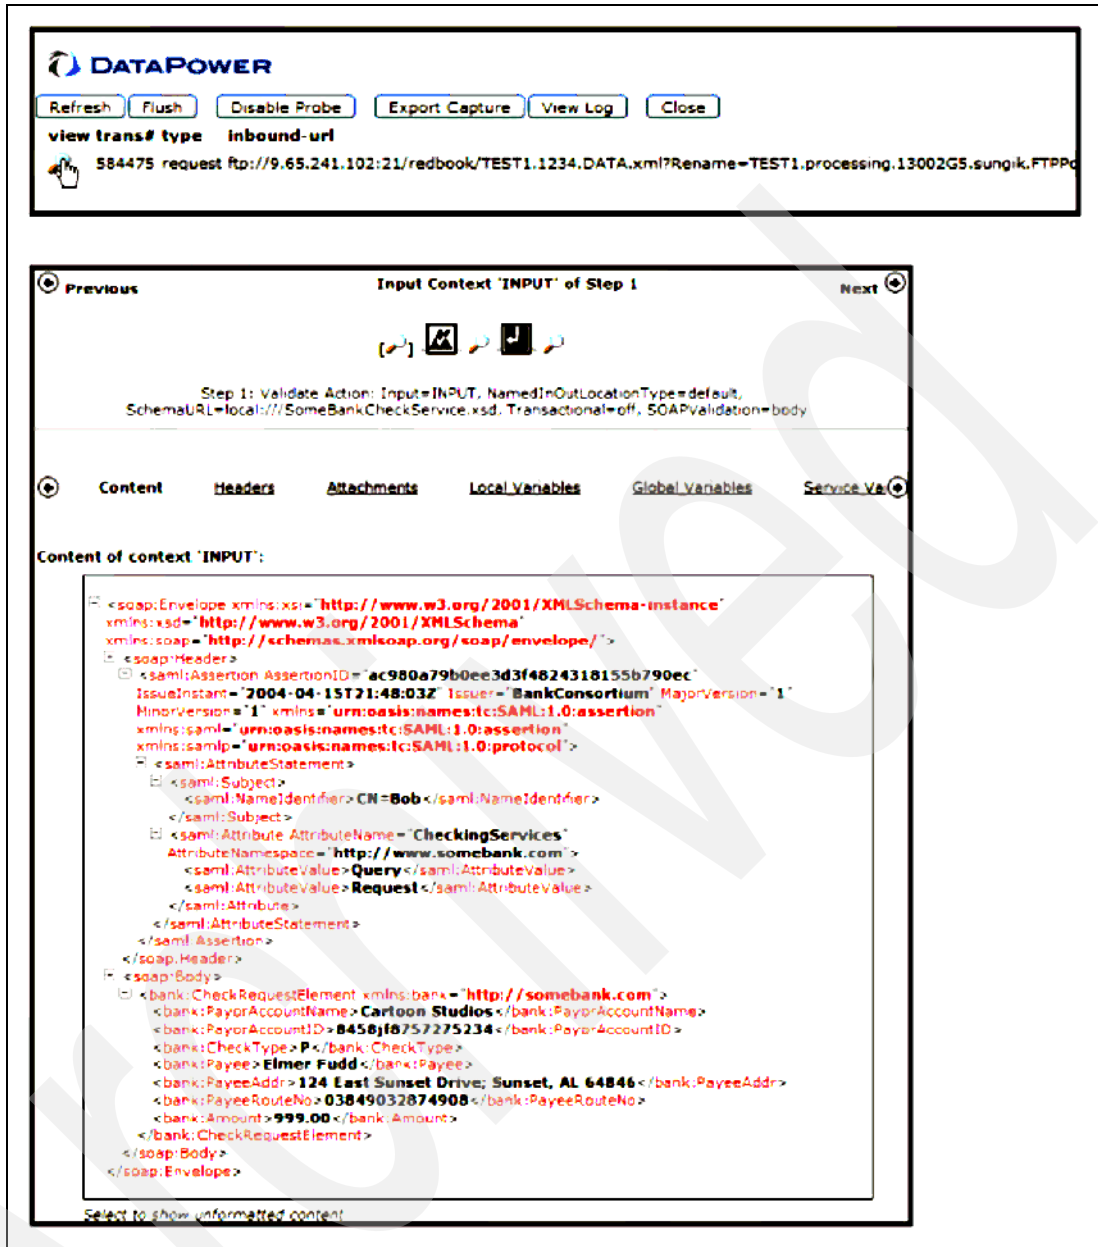 DATAPOWER
Refresh Flush Disable Probe Export Capture View Log Close
view trans# type inbound-url
584475 request ftp://9.65.241.102:21/redbook/TEST1.1234.DATA.xml?Rename=TEST1.processing.13002G5.sungik.FTPPo
Previous Input Context 'INPUT' of Step 1 Next
Step 1: Validate Action: Input=INPUT, NamedInOutLocationType=default,
SchemaURL=local:///SomeBankCheckService.xsd, Transactional=off, SOAPValidation=body
Content Headers Attachments Local Variables Global Variables Service Va
Content of context 'INPUT':
<soap:Envelope xmlns:xsi="http://www.w3.org/2001/XMLSchema-instance"
xmlns:xsd="http://www.w3.org/2001/XMLSchema"
xmlns:soap="http://schemas.xmlsoap.org/soap/envelope/">
<soap:Header>
<saml:Assertion AssertionID="ac980a79b0ee3d3f4824318155b790ec"
IssueInstant="2004-04-15T21:48:03Z" Issuer="BankConsortium" MajorVersion="1"
MinorVersion="1" xmlns="urn:oasis:names:tc:SAML:1.0:assertion"
xmlns:saml="urn:oasis:names:tc:SAML:1.0:assertion"
xmlns:samlp="urn:oasis:names:tc:SAML:1.0:protocol">
<saml:AttributeStatement>
<saml:Subject>
<saml:NameIdentifier>CN=Bob</saml:NameIdentifier>
</saml:Subject>
<saml:Attribute AttributeName="CheckingServices"
AttributeNamespace="http://www.somebank.com">
<saml:AttributeValue>Query</saml:AttributeValue>
<saml:AttributeValue>Request</saml:AttributeValue>
</saml:Attribute>
</saml:AttributeStatement>
</saml:Assertion>
</soap:Header>
<soap:Body>
<bank:CheckRequestElement xmlns:bank="http://somebank.com">
<bank:PayorAccountName>Cartoon Studios</bank:PayorAccountName>
<bank:PayorAccountID>8458jf8757275234</bank:PayorAccountID>
<bank:CheckType>P</bank:CheckType>
<bank:Payee>Elmer Fudd</bank:Payee>
<bank:PayeeAddr>124 East Sunset Drive; Sunset, AL 64846</bank:PayeeAddr>
<bank:PayeeRouteNo>03849032874908</bank:PayeeRouteNo>
<bank:Amount>999.00</bank:Amount>
</bank:CheckRequestElement>
</soap:Body>
</soap:Envelope>
Select to show unformatted content